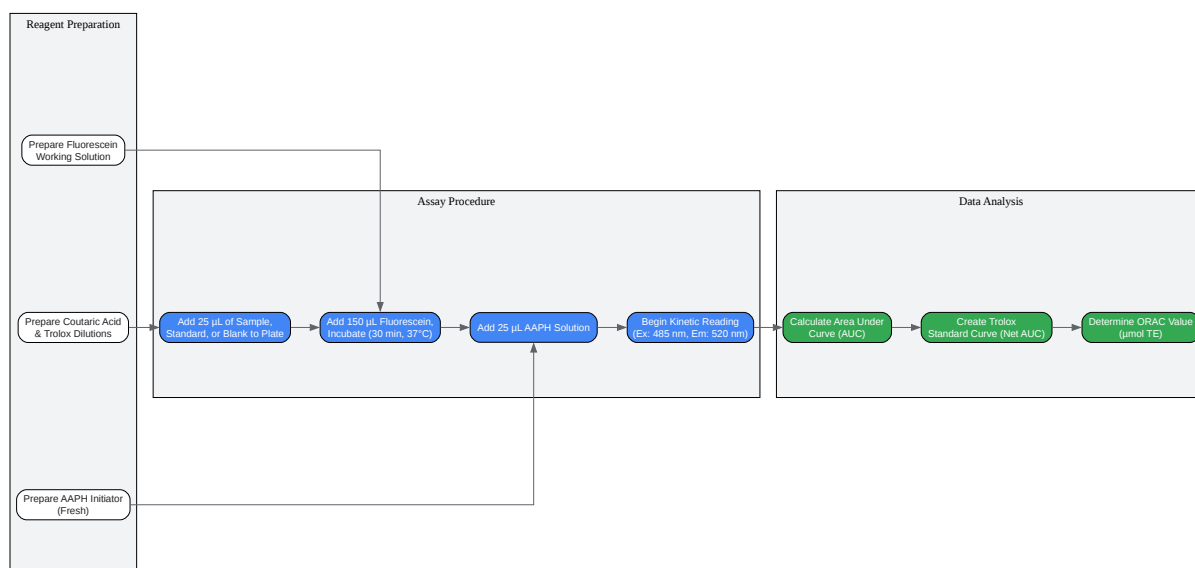 Reagent Preparation
Prepare Fluorescein
Working Solution
Prepare Coutaric Acid
& Trolox Dilutions
Prepare AAPH Initiator
(Fresh)
Assay Procedure
Add 25 µL of Sample,
Standard, or Blank to Plate
Add 150 µL Fluorescein,
Incubate (30 min, 37°C)
Add 25 µL AAPH Solution
Begin Kinetic Reading
(Ex: 485 nm, Em: 520 nm)
Data Analysis
Calculate Area Under
Curve (AUC)
Create Trolox
Standard Curve (Net AUC)
Determine ORAC Value
(µmol TE)